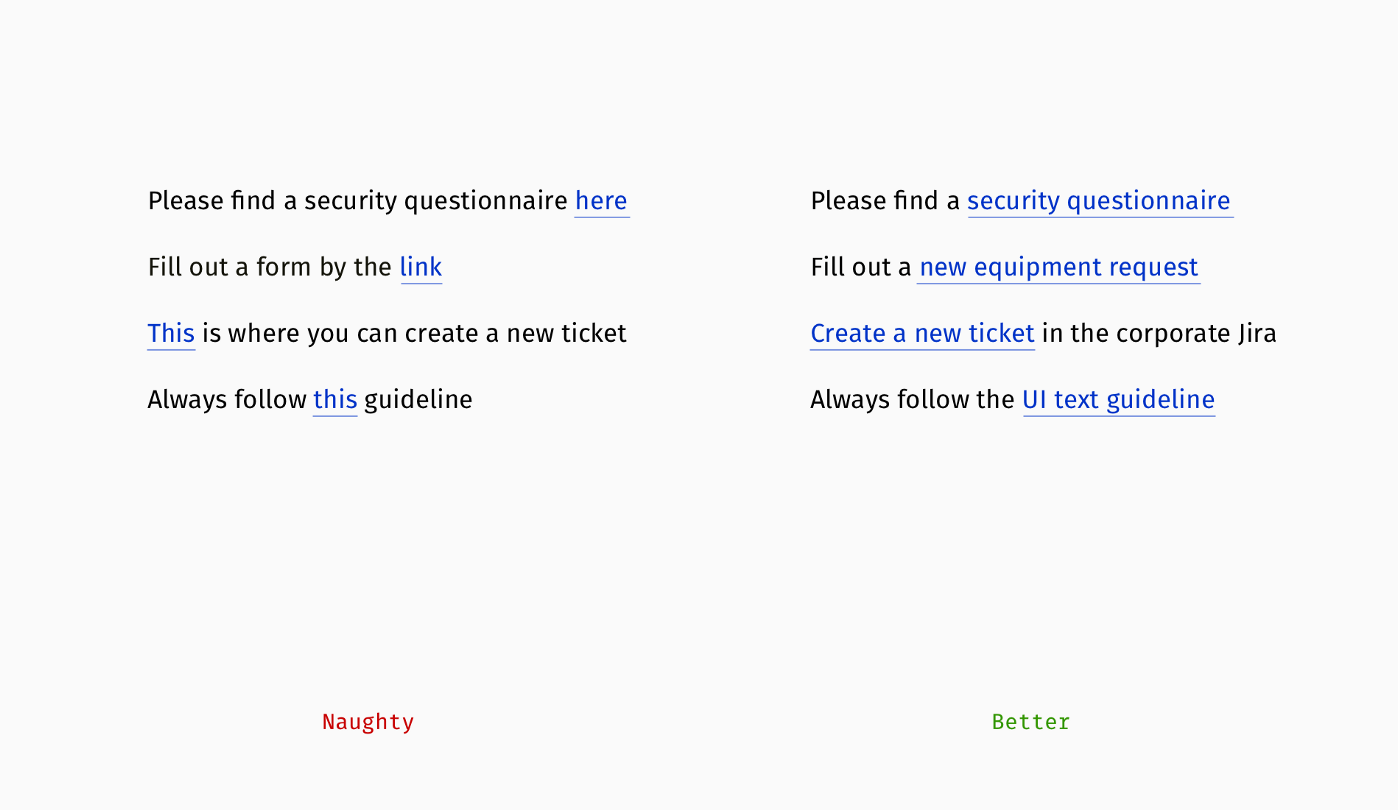 Please find a security questionnaire here
Fill out a form by the link
This is where you can create a new ticket
Always follow this guideline
Naughty
Please find a security questionnaire
Fill out a new equipment request
Create a new ticket in the corporate Jira
Always follow the UI text guideline
Better